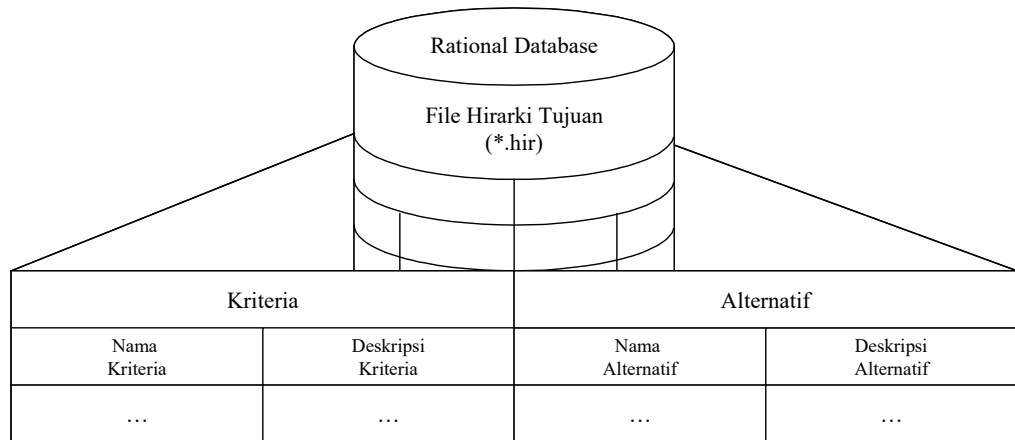 Rational Database
File Hirarki Tujuan
(*.hir)
Kriteria
Alternatif
Nama
Kriteria
Deskripsi
Kriteria
Nama
Alternatif
Deskripsi
Alternatif
…
…
…
…